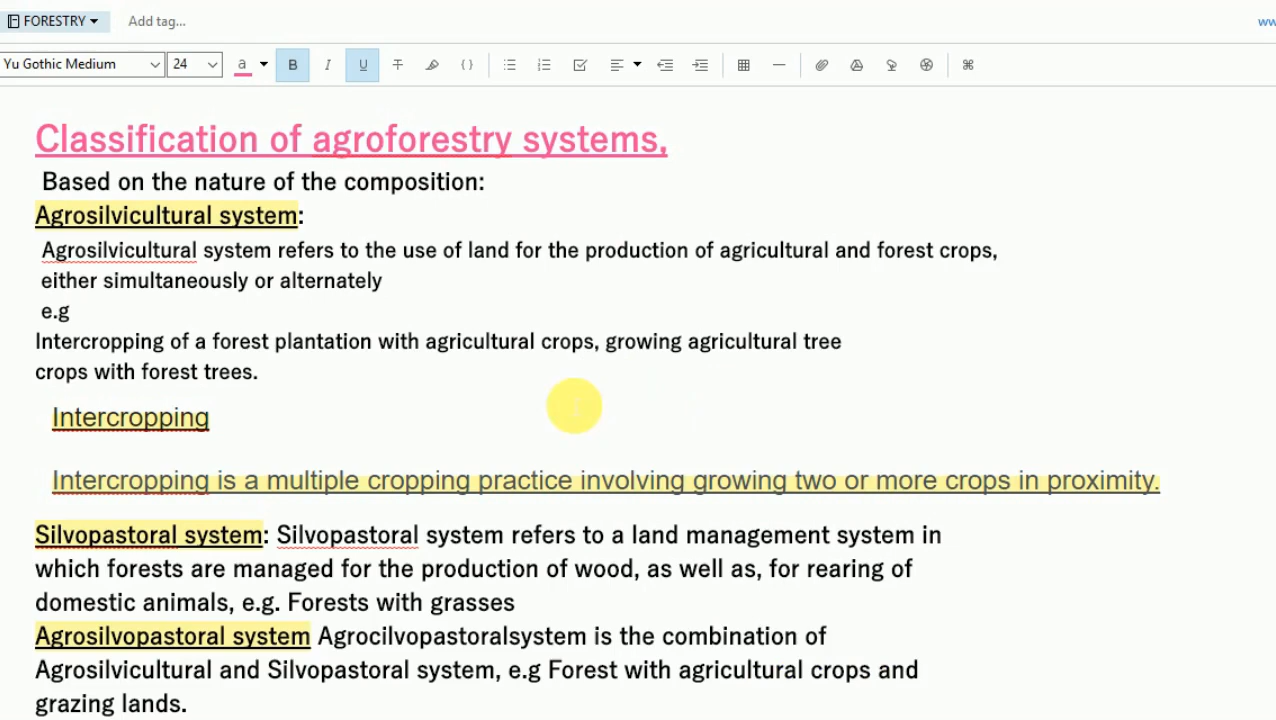 FORESTRY Add tag... ww
Yu Gothic Medium 24 a B I U T { }
Classification of agroforestry systems,
Based on the nature of the composition:
Agrosilvicultural system:
Agrosilvicultural system refers to the use of land for the production of agricultural and forest crops,
either simultaneously or alternately
e.g
Intercropping of a forest plantation with agricultural crops, growing agricultural tree
crops with forest trees.
Intercropping
Intercropping is a multiple cropping practice involving growing two or more crops in proximity.
Silvopastoral system: Silvopastoral system refers to a land management system in
which forests are managed for the production of wood, as well as, for rearing of
domestic animals, e.g. Forests with grasses
Agrosilvopastoral system Agrocilvopastoralsystem is the combination of
Agrosilvicultural and Silvopastoral system, e.g Forest with agricultural crops and
grazing lands.